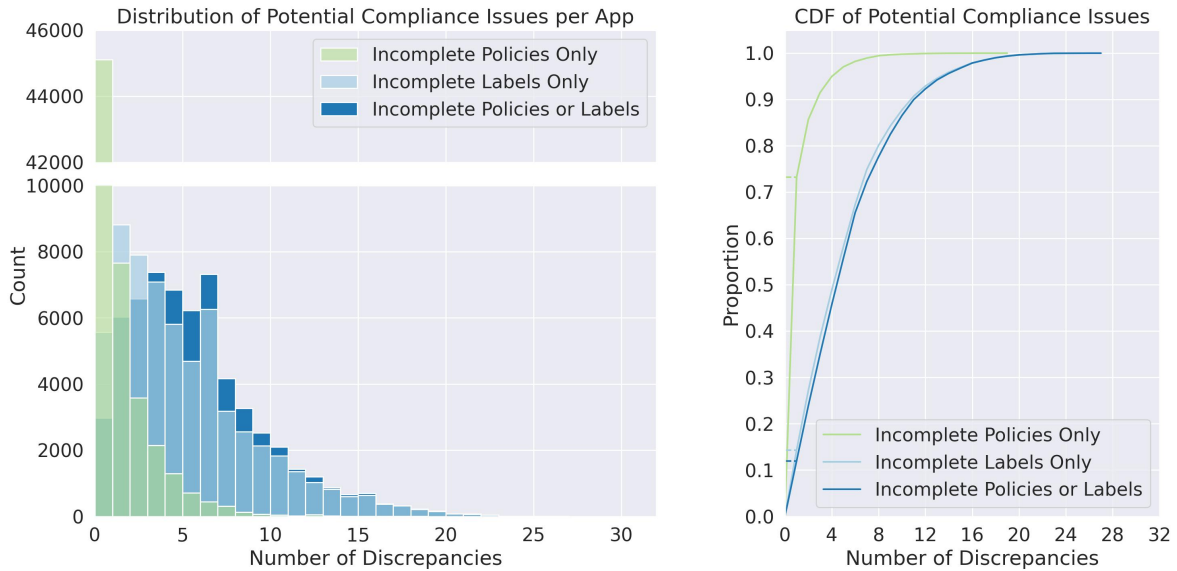 Distribution of Potential Compliance Issues per App
46000
44000
42000
10000
8000
6000
4000
2000
0
Count
Incomplete Policies Only
Incomplete Labels Only
Incomplete Policies or Labels
0 5 10 15 20 25 30
Number of Discrepancies
CDF of Potential Compliance Issues
1.0
0.9
0.8
0.7
0.6
0.5
0.4
0.3
0.2
0.1
0.0
Proportion
Incomplete Policies Only
Incomplete Labels Only
Incomplete Policies or Labels
0 4 8 12 16 20 24 28 32
Number of Discrepancies